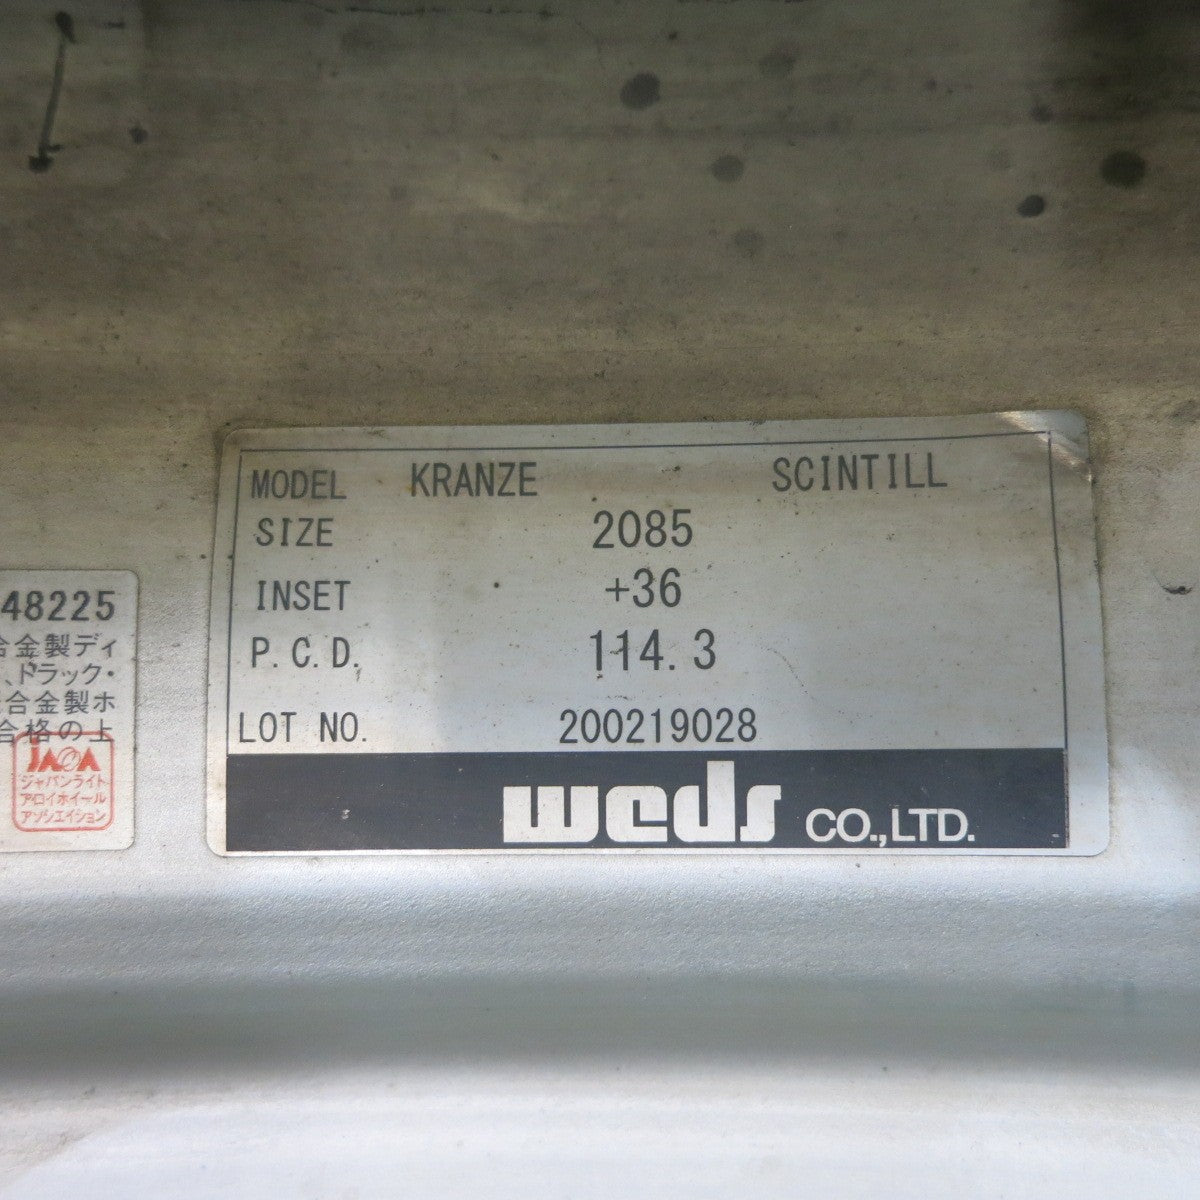 MODEL KRANZE SCINTILL
SIZE 2085
INSET +36
P.C.D. 114.3
LOT NO. 200219028
weds CO.,LTD.
48225
合金製ディ
、ドラック・
合金製ホ
合格の上
JAWA
ジャパンライト
アロイホイール
アソシエイション